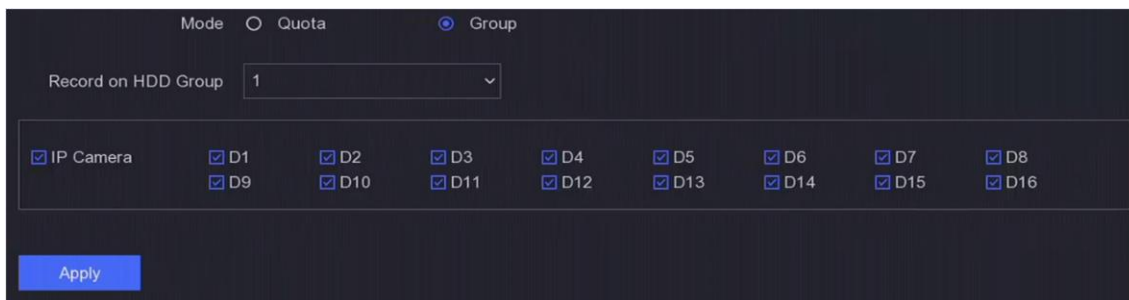 Mode Quota Group
Record on HDD Group 1
IP Camera D1 D2 D3 D4 D5 D6 D7 D8
D9 D10 D11 D12 D13 D14 D15 D16
Apply